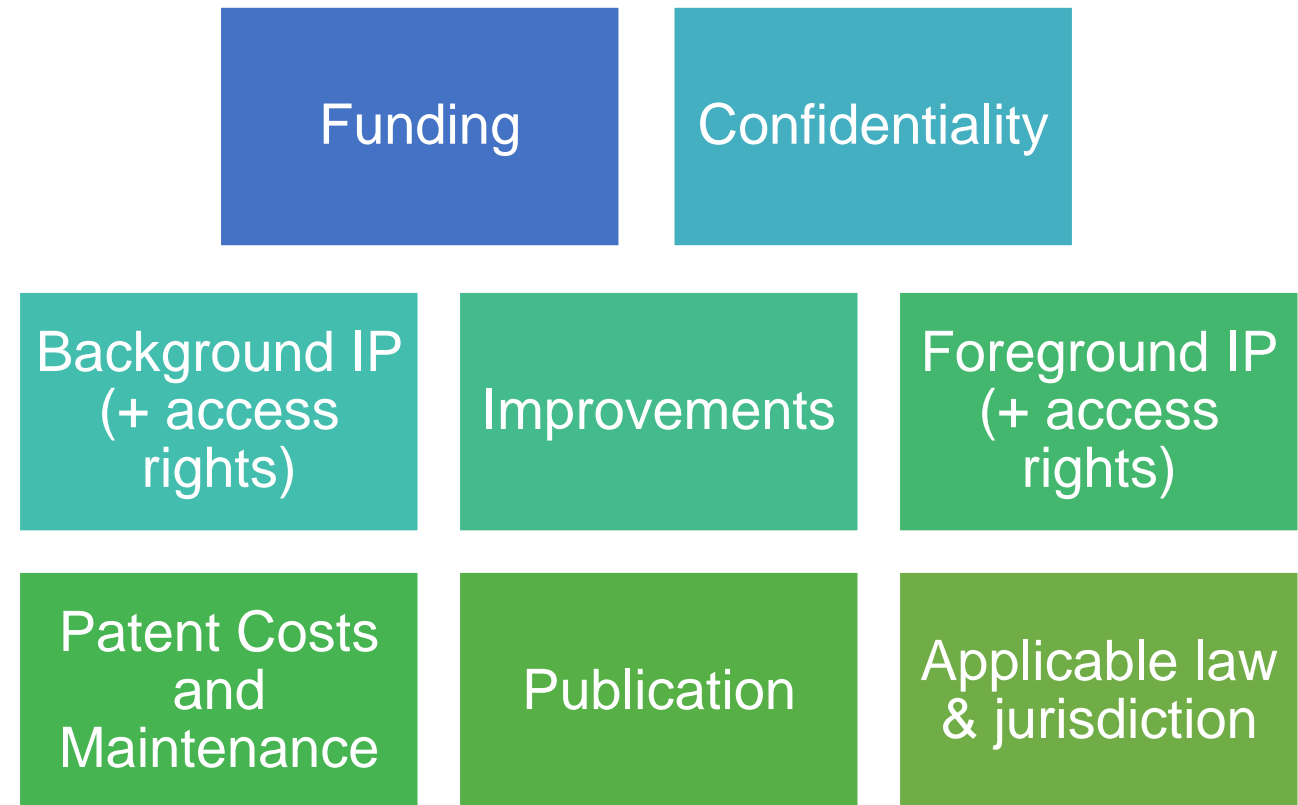 Funding
Confidentiality
Background IP
(+ access
rights)
Improvements
Foreground IP
(+ access
rights)
Patent Costs
and
Maintenance
Publication
Applicable law
& jurisdiction